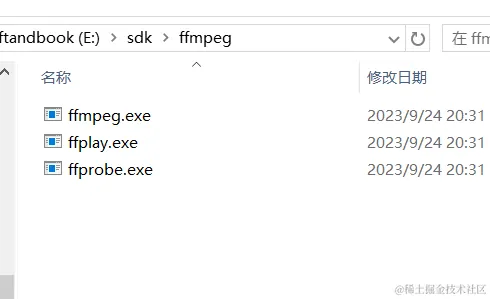 ftandbook (E:) > sdk > ffmpeg
在 ffm
名称 修改日期
ffmpeg.exe 2023/9/24 20:31
ffplay.exe 2023/9/24 20:31
ffprobe.exe 2023/9/24 20:31
@稀土掘金技术社区